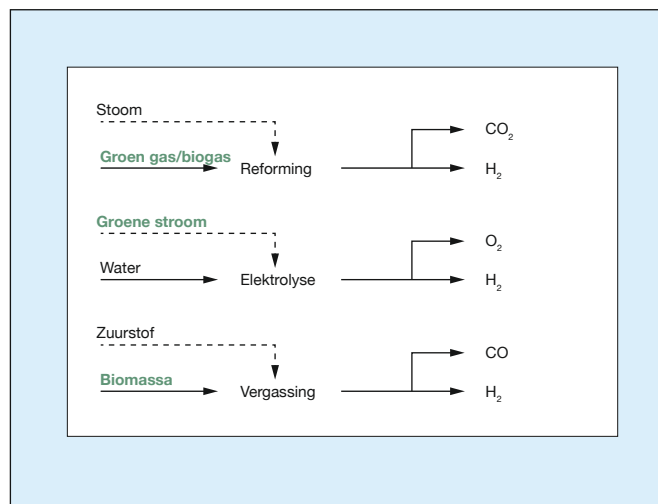 Stoom
CO₂
Groen gas/biogas
Reforming
H₂
Groene stroom
O₂
Water
Elektrolyse
H₂
Zuurstof
CO
Biomassa
Vergassing
H₂